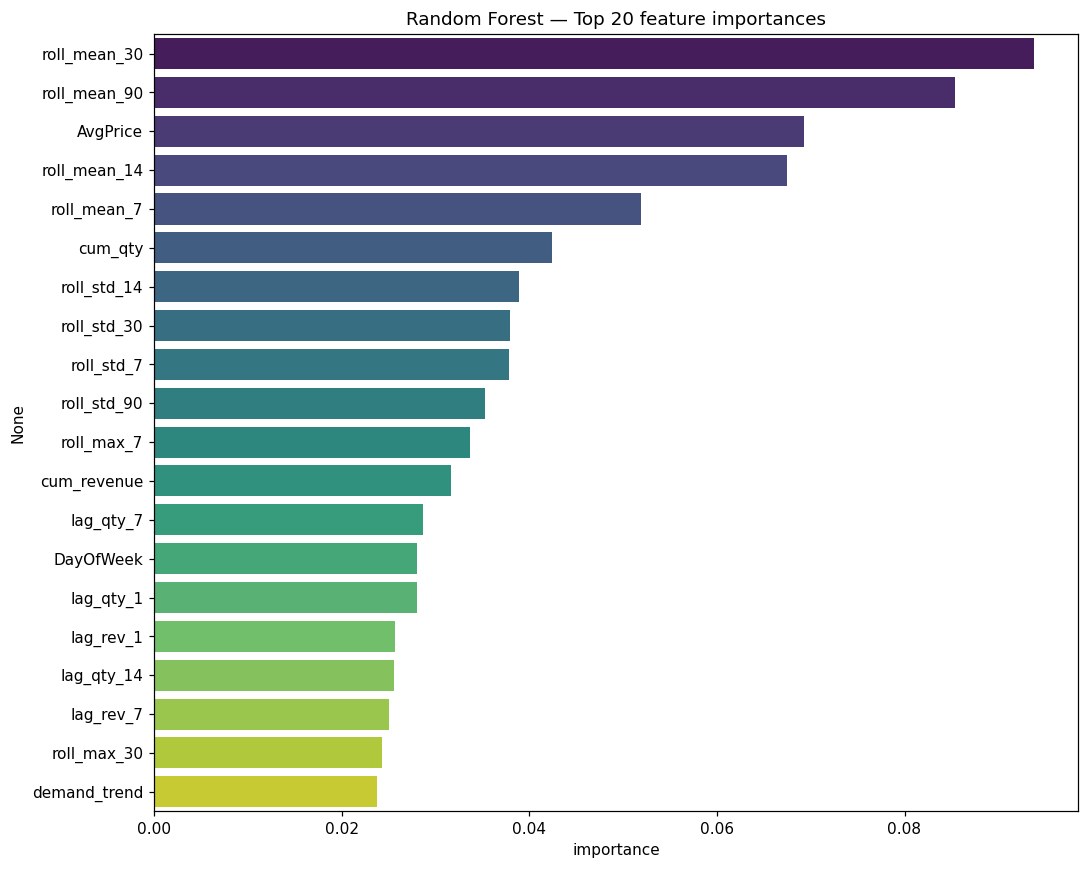 Random Forest — Top 20 feature importances
roll_mean_30
roll_mean_90
AvgPrice
roll_mean_14
roll_mean_7
cum_qty
roll_std_14
roll_std_30
roll_std_7
roll_std_90
roll_max_7
cum_revenue
lag_qty_7
DayOfWeek
lag_qty_1
lag_rev_1
lag_qty_14
lag_rev_7
roll_max_30
demand_trend
None
0.00 0.02 0.04 0.06 0.08
importance